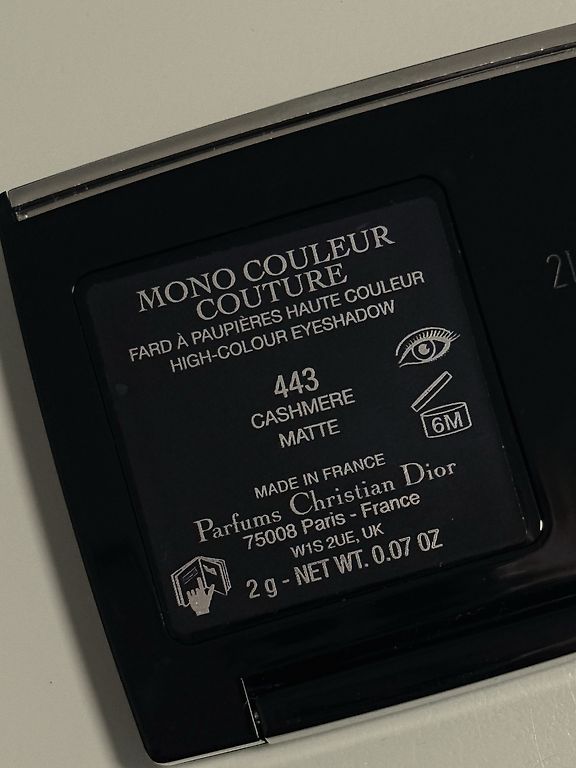 MONO COULEUR
COUTURE
FARD À PAUPIÈRES HAUTE COULEUR
HIGH-COLOUR EYESHADOW
443
CASHMERE
MATTE
6M
MADE IN FRANCE
Parfums Christian Dior
75008 Paris - France
W1S 2UE, UK
2 g - NET WT. 0.07 OZ